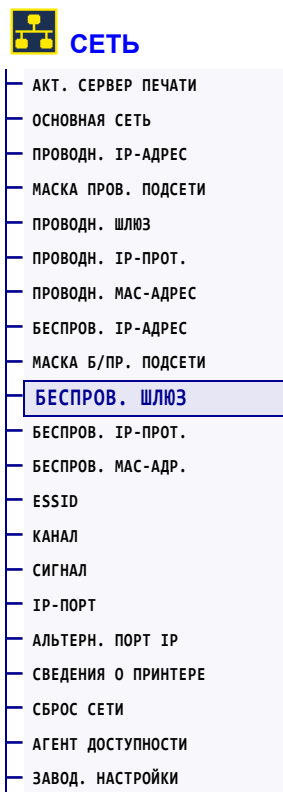 СЕТЬ
АКТ. СЕРВЕР ПЕЧАТИ
ОСНОВНАЯ СЕТЬ
ПРОВОДН. IP-АДРЕС
МАСКА ПРОВ. ПОДСЕТИ
ПРОВОДН. ШЛЮЗ
ПРОВОДН. IP-ПРОТ.
ПРОВОДН. MAC-АДРЕС
БЕСПРОВ. IP-АДРЕС
МАСКА Б/ПР. ПОДСЕТИ
БЕСПРОВ. ШЛЮЗ
БЕСПРОВ. IP-ПРОТ.
БЕСПРОВ. MAC-АДР.
ESSID
КАНАЛ
СИГНАЛ
IP-ПОРТ
АЛЬТЕРН. ПОРТ IP
СВЕДЕНИЯ О ПРИНТЕРЕ
СБРОС СЕТИ
АГЕНТ ДОСТУПНОСТИ
ЗАВОД. НАСТРОЙКИ